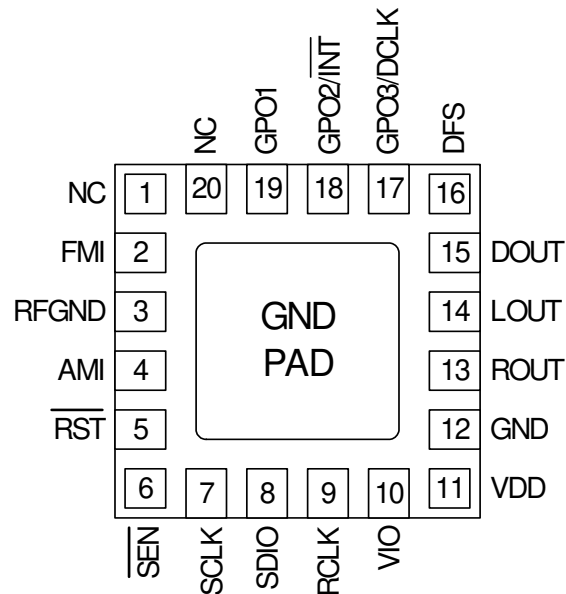 NC
GPO1
GPO2/INT
GPO3/DCLK
DFS
20
19
18
17
16
NC
1
FMI
2
RFGND
3
AMI
4
RST
5
6
SEN
GND
PAD
15
DOUT
14
LOUT
13
ROUT
12
GND
11
VDD
7
8
9
10
SCLK
SDIO
RCLK
VIO